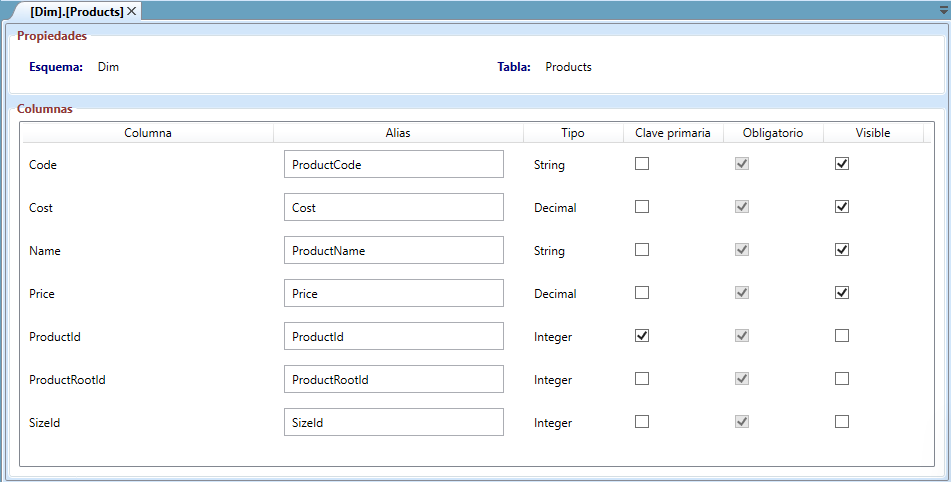 [Dim].[Products]
Propiedades
Esquema: Dim Tabla: Products
Columnas
Columna Alias Tipo Clave primaria Obligatorio Visible
Code ProductCode String
Cost Cost Decimal
Name ProductName String
Price Price Decimal
ProductId ProductId Integer
ProductRootId ProductRootId Integer
SizeId SizeId Integer